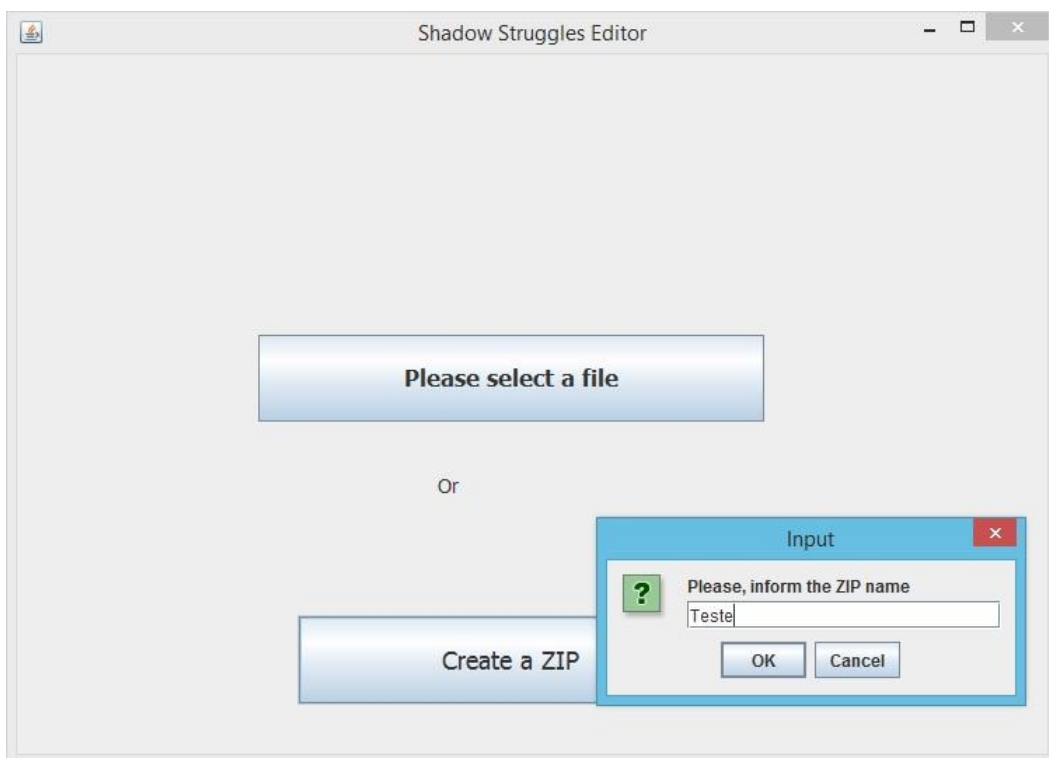 Shadow Struggles Editor
Please select a file
Or
Input
Please, inform the ZIP name
Teste
OK Cancel
Create a ZIP